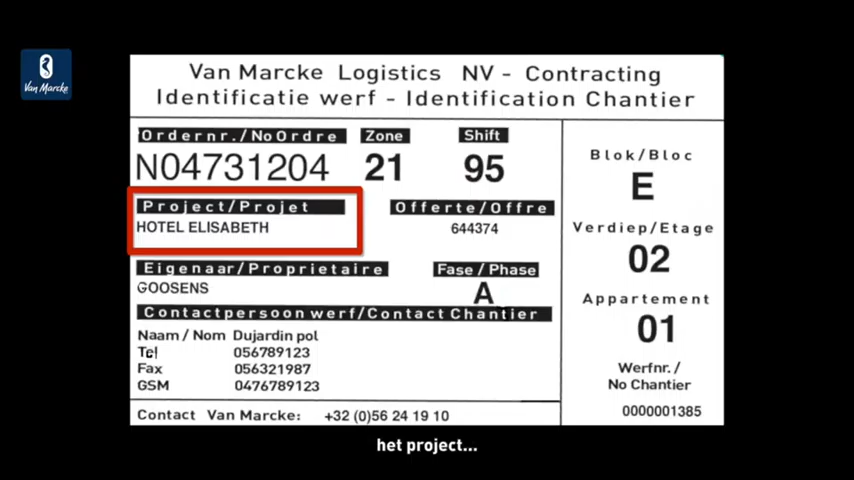 Van Marcke
Van Marcke Logistics NV - Contracting
Identificatie werf - Identification Chantier
Ordernr./NoOrdre Zone Shift
N04731204 21 95
Project/Projet Offerte/Offre
HOTEL ELISABETH 644374
Eigenaar/Proprietaire Fase/Phase
GOOSENS A
Contactpersoon werf/Contact Chantier
Naam / Nom Dujardin pol
Tel 056789123
Fax 056321987
GSM 0476789123
Contact Van Marcke: +32 (0)56 24 19 10
Blok/Bloc
E
Verdiep/Etage
02
Appartement
01
Werfnr. /
No Chantier
0000001385
het project...